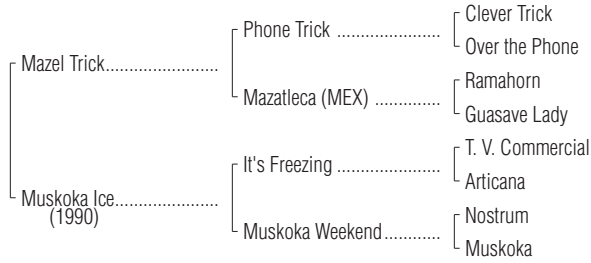 Clever Trick
Phone Trick ......................
Over the Phone
Mazel Trick........................
Ramahorn
Mazatleca (MEX) ..............
Guasave Lady
T. V. Commercial
It's Freezing ......................
Articana
Muskoka Ice......................
(1990)
Nostrum
Muskoka Weekend............
Muskoka